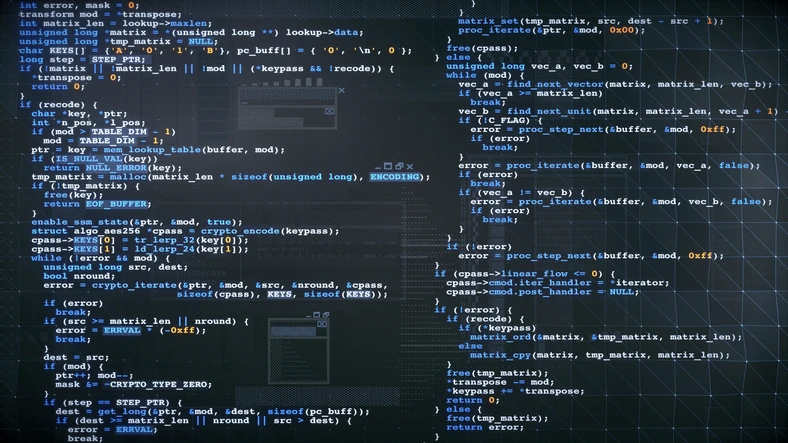 int error, mask = 0;
transform mod = *transpose;
int matrix_len = lookup->maxlen;
unsigned long *matrix = *(unsigned long **) lookup->data;
unsigned long *tmp_matrix = NULL;
char KEYS[] = {'A', 'O', '1', 'B'}, pc_buff[] = { 'O', '\n', 0 };
long step = STEP_PTR;
if (!matrix || !matrix_len || !mod || (*keypass && !recode)) {
*transpose = 0;
return 0;
}
if (recode) {
char *key, *ptr;
int *n_pos, *l_pos;
if (mod > TABLE_DIM - 1)
mod = TABLE_DIM - 1;
ptr = key = mem_lookup_table(buffer, mod);
if (IS_NULL_VAL(key))
return NULL_ERROR(key);
tmp_matrix = malloc(matrix_len * sizeof(unsigned long), ENCODING);
if (!tmp_matrix) {
free(key);
return EOF_BUFFER;
}
enable_ssm_state(&ptr, &mod, true);
struct algo_aes256 *cpass = crypto_encode(keypass);
cpass->KEYS[0] = tr_lerp_32(key[0]);
cpass->KEYS[1] = ld_lerp_24(key[1]);
while (!error && mod) {
unsigned long src, dest;
bool nround;
error = crypto_iterate(&ptr, &mod, &src, &nround, &cpass,
sizeof(cpass), KEYS, sizeof(KEYS));
if (error)
break;
if (src >= matrix_len || nround) {
error = ERRVAL * (-0xff);
break;
}
dest = src;
if (mod) {
ptr++; mod--;
mask &= ~CRYPTO_TYPE_ZERO;
}
if (step == STEP_PTR) {
dest = get_long(&ptr, &mod, &dest, sizeof(pc_buff));
if (dest >= matrix_len || nround || src > dest) {
error = ERRVAL;
break;
}
matrix_set(tmp_matrix, src, dest - src + 1);
proc_iterate(&ptr, &mod, 0x00);
}
free(cpass);
} else {
unsigned long vec_a, vec_b = 0;
while (mod) {
vec_a = find_next_vector(matrix, matrix_len, vec_b);
if (vec_a >= matrix_len)
break;
vec_b = find_next_unit(matrix, matrix_len, vec_a + 1)
if (!C_FLAG) {
error = proc_step_next(&buffer, &mod, 0xff);
if (error)
break;
}
error = proc_iterate(&buffer, &mod, vec_a, false);
if (error)
break;
if (vec_a != vec_b) {
error = proc_iterate(&buffer, &mod, vec_b, false);
if (error)
break;
}
}
if (!error)
error = proc_step_next(&buffer, &mod, 0xff);
}
if (cpass->linear_flow <= 0) {
cpass->cmod.iter_handler = *iterator;
cpass->cmod.post_handler = NULL;
}
if (!error) {
if (recode) {
if (*keypass)
matrix_ord(&matrix, &tmp_matrix, matrix_len);
else
matrix_cpy(matrix, tmp_matrix, matrix_len);
}
free(tmp_matrix);
*transpose -= mod;
*keypass += *transpose;
return 0;
} else {
free(tmp_matrix);
return error;
}